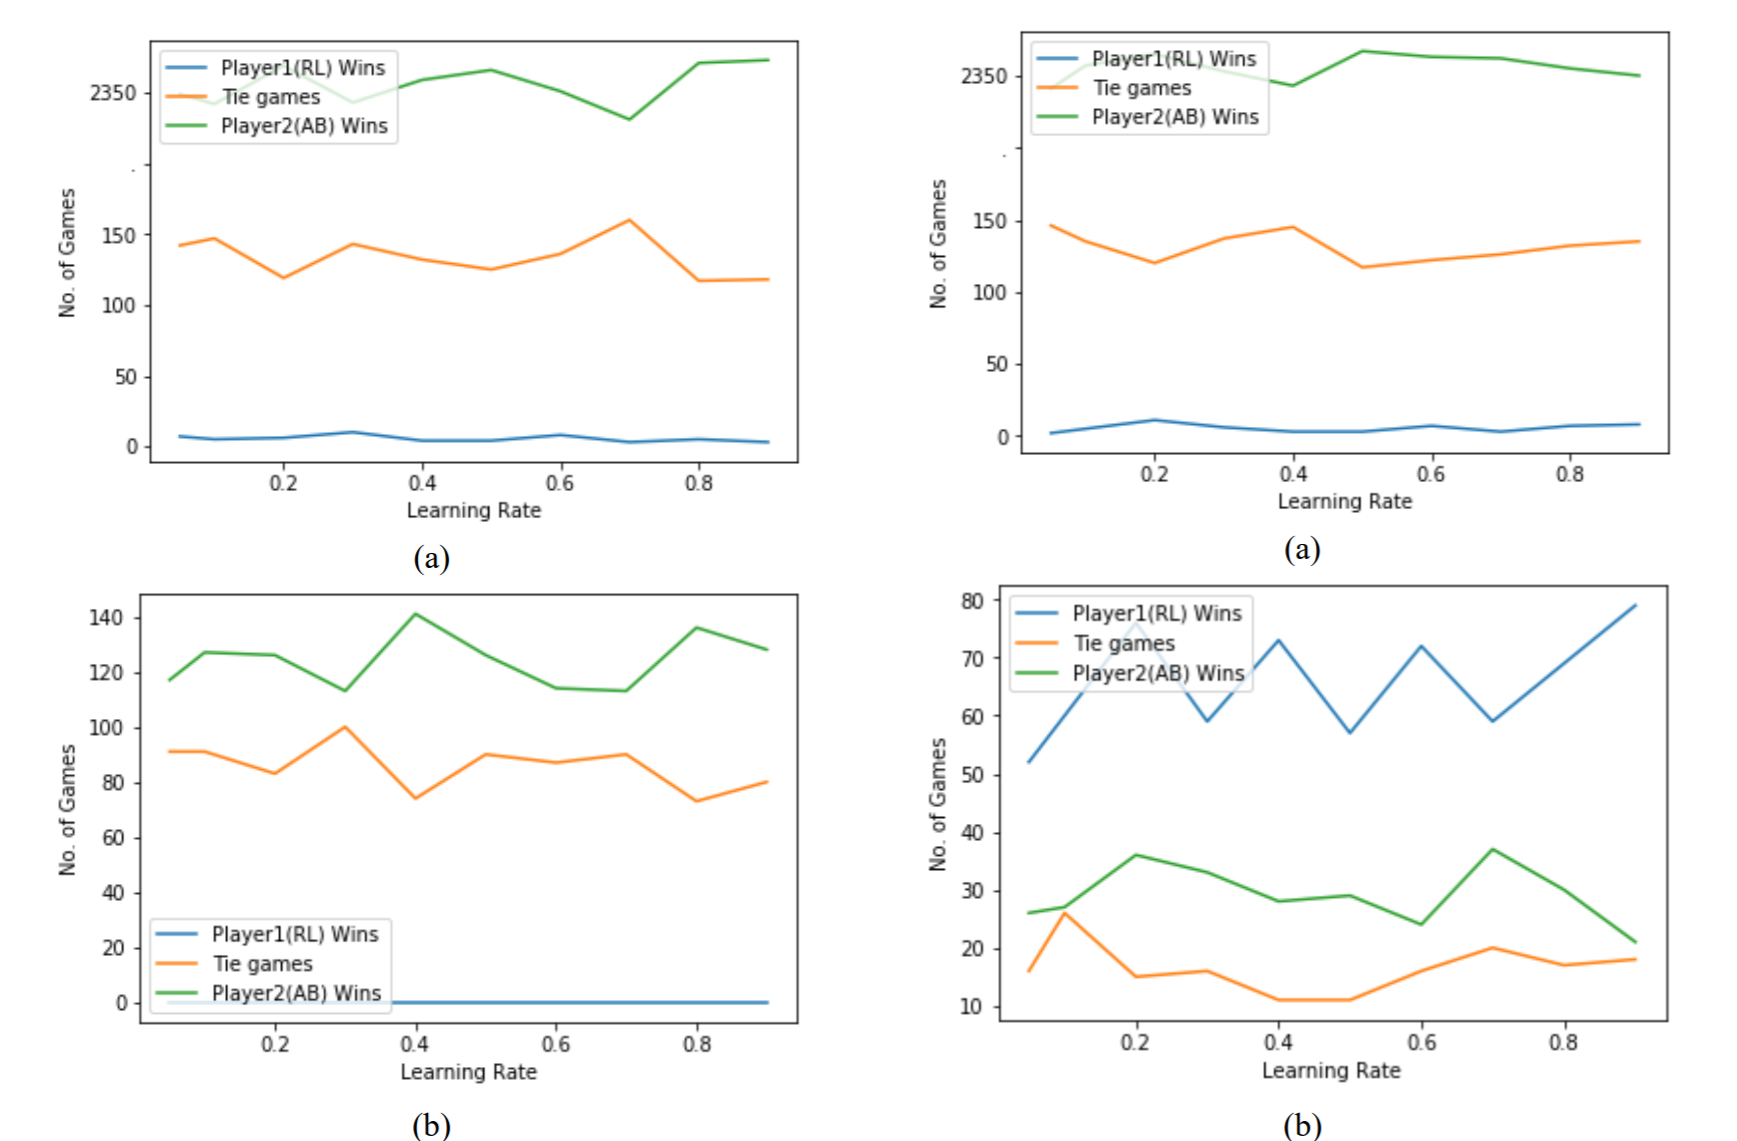 Player1(RL) Wins
Tie games
Player2(AB) Wins
2350
150
100
50
0
No. of Games
0.2 0.4 0.6 0.8
Learning Rate
(a)
Player1(RL) Wins
Tie games
Player2(AB) Wins
2350
150
100
50
0
No. of Games
0.2 0.4 0.6 0.8
Learning Rate
(a)
140
120
100
80
60
40
20
0
No. of Games
Player1(RL) Wins
Tie games
Player2(AB) Wins
0.2 0.4 0.6 0.8
Learning Rate
(b)
Player1(RL) Wins
Tie games
Player2(AB) Wins
80
70
60
50
40
30
20
10
No. of Games
0.2 0.4 0.6 0.8
Learning Rate
(b)